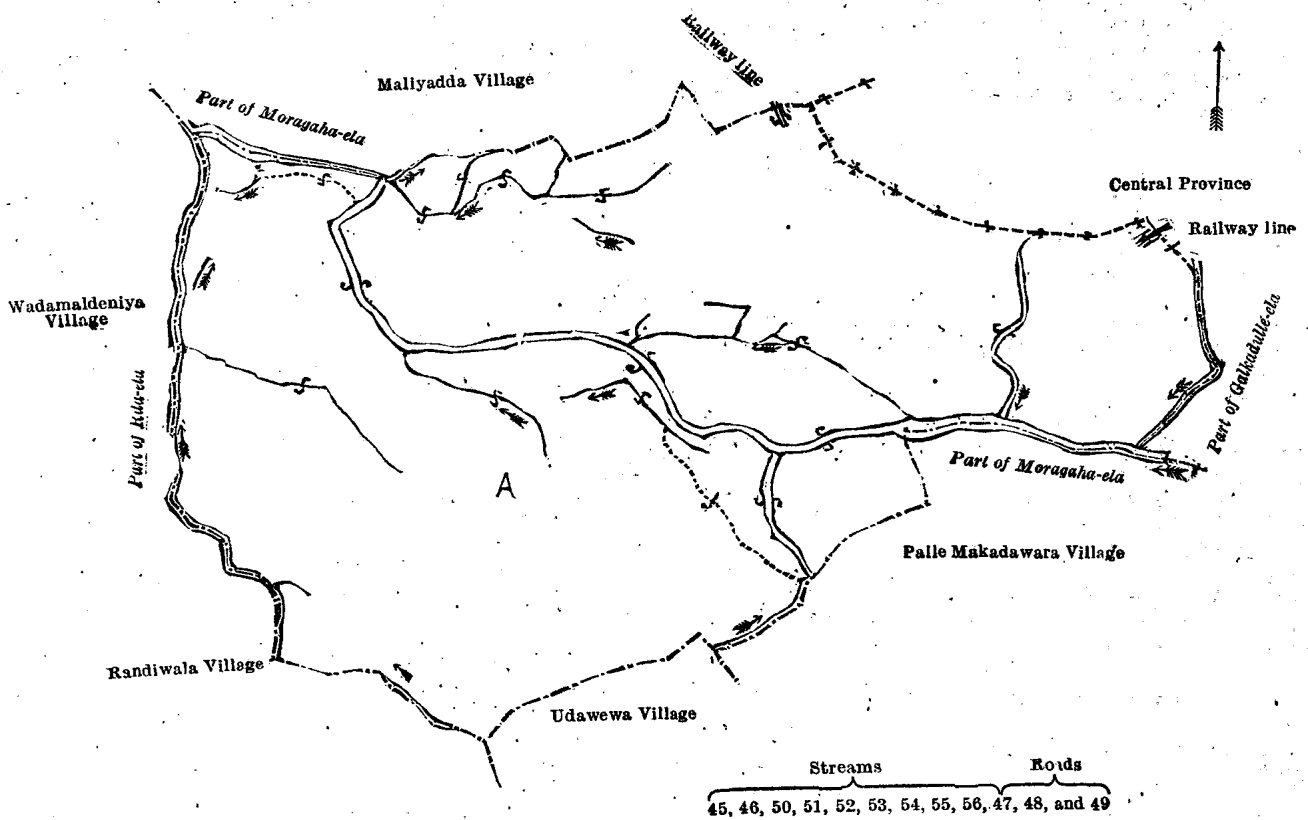 Railway line
Maliyadda Village
Part of Moragaha-ela
Central Province
Railway line
Wadamaldeniya
Village
Part of Galkadulle-ela
Part of Kuda-ela
Part of Moragaha-ela
A
Palle Makadawara Village
Randiwala Village
Udawewa Village
Streams Roads
45, 46, 50, 51, 52, 53, 54, 55, 56, 47, 48, and 49